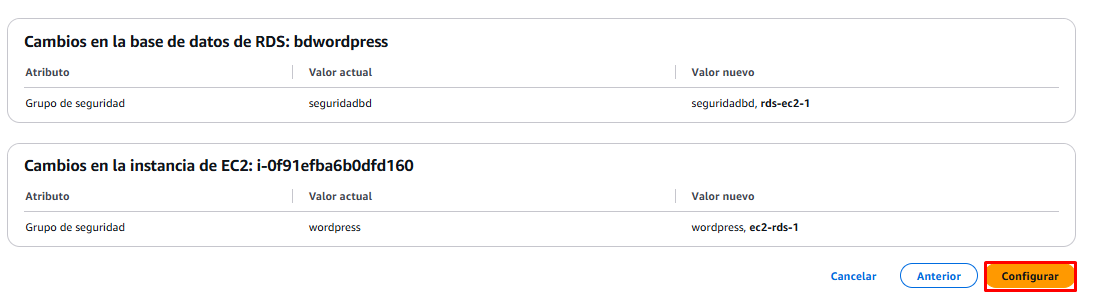 Cambios en la base de datos de RDS: bdwordpress
Atributo Valor actual Valor nuevo
Grupo de seguridad seguridadbd seguridadbd, rds-ec2-1
Cambios en la instancia de EC2: i-0f91efba6b0dfd160
Atributo Valor actual Valor nuevo
Grupo de seguridad wordpress wordpress, ec2-rds-1
Cancelar Anterior Configurar